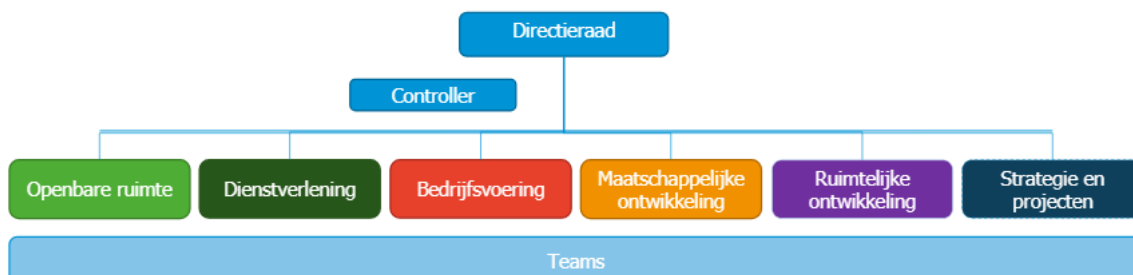 Directieraad
Controller
Openbare ruimte
Dienstverlening
Bedrijfsvoering
Maatschappelijke
ontwikkeling
Ruimtelijke
ontwikkeling
Strategie en
projecten
Teams